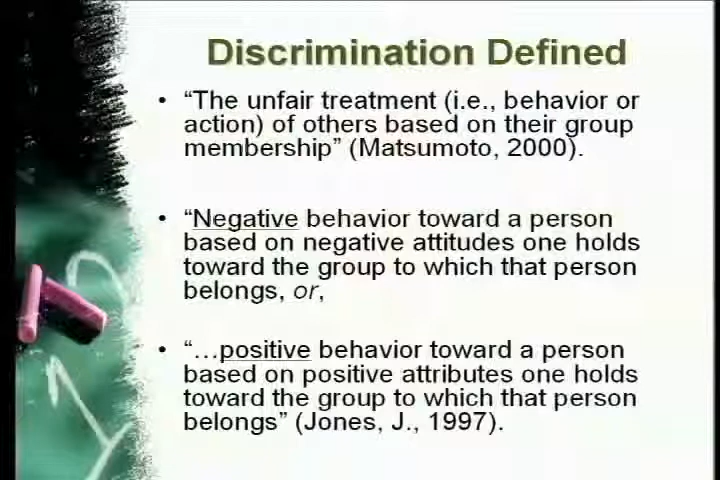 Discrimination Defined
• “The unfair treatment (i.e., behavior or
action) of others based on their group
membership” (Matsumoto, 2000).
• “Negative behavior toward a person
based on negative attitudes one holds
toward the group to which that person
belongs, or,
• “…positive behavior toward a person
based on positive attributes one holds
toward the group to which that person
belongs” (Jones, J., 1997).